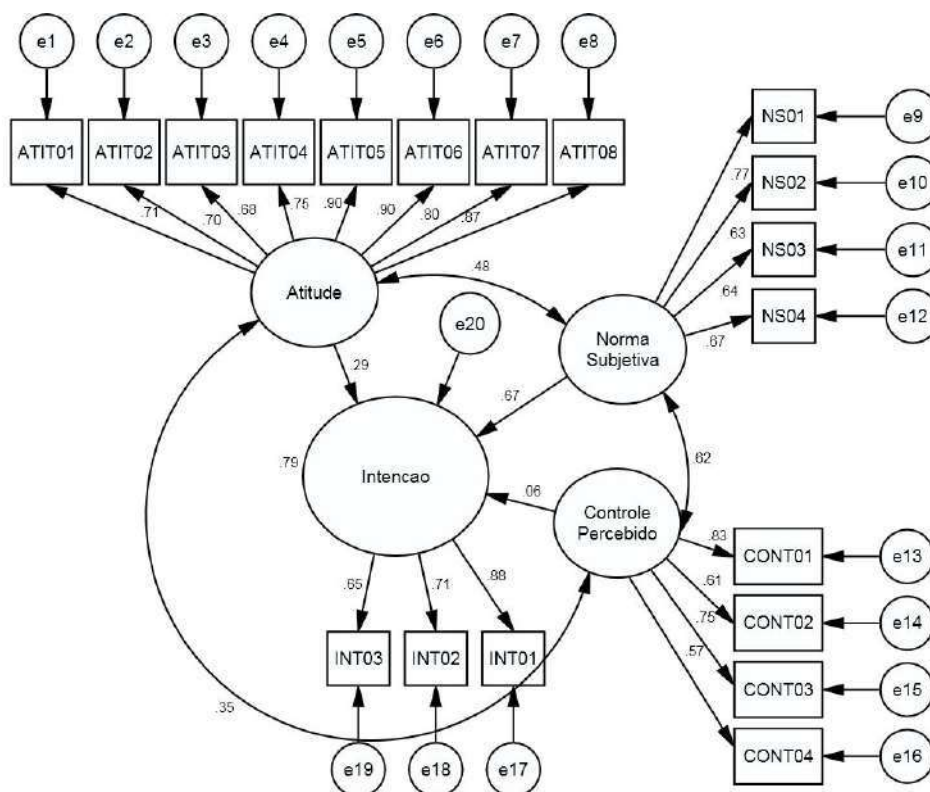 e1 e2 e3 e4 e5 e6 e7 e8
ATIT01 ATIT02 ATIT03 ATIT04 ATIT05 ATIT06 ATIT07 ATIT08
.71 .70 .68 .75 .90 .90 .80 .87
NS01 e9
.77
NS02 e10
63
NS03 e11
64
NS04 e12
.67
Atitude
.48
e20
Norma
Subjetiva
.29
.67
.79
Intencao
.62
.06
Controle
Percebido
.83
CONT01 e13
.61
CONT02 e14
.75
CONT03 e15
.57
CONT04 e16
.65 .71 .88
INT03 INT02 INT01
.35
e19 e18 e17